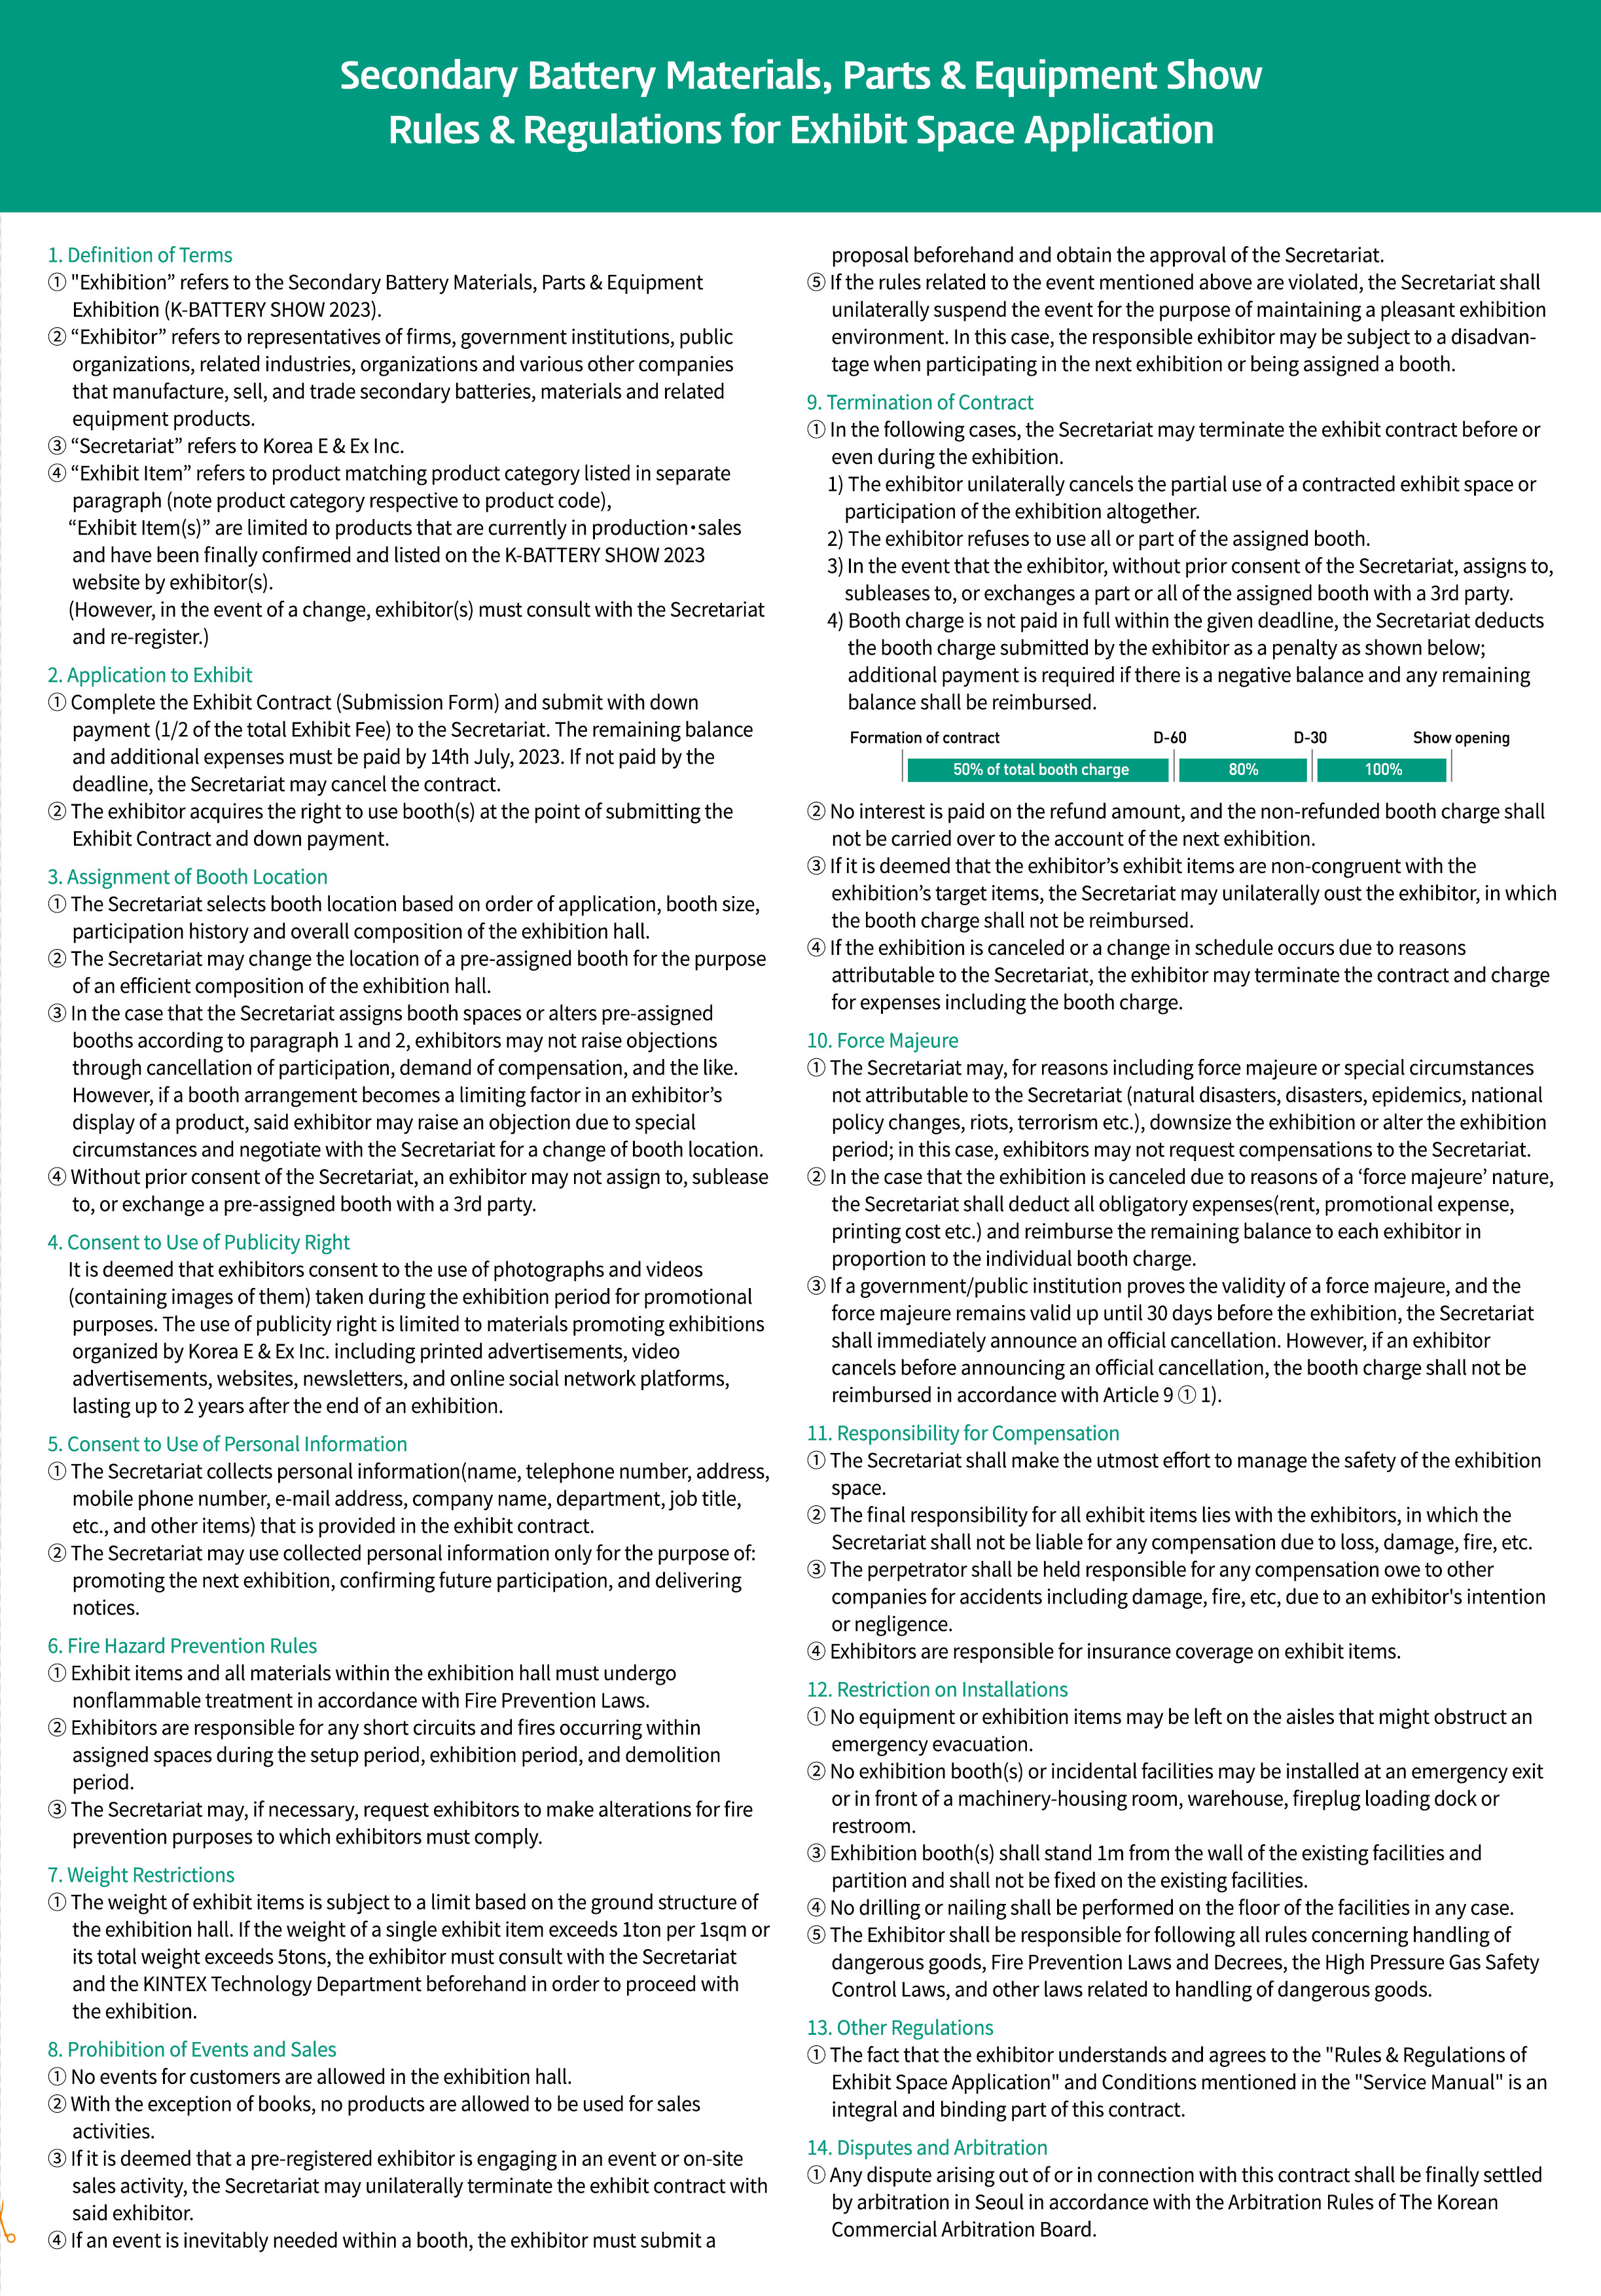 Secondary Battery Materials, Parts & Equipment Show
Rules & Regulations for Exhibit Space Application
1. Definition of Terms
① "Exhibition” refers to the Secondary Battery Materials, Parts & Equipment
Exhibition (K-BATTERY SHOW 2023).
② “Exhibitor” refers to representatives of firms, government institutions, public
organizations, related industries, organizations and various other companies
that manufacture, sell, and trade secondary batteries, materials and related
equipment products.
③ “Secretariat” refers to Korea E & Ex Inc.
④ “Exhibit Item” refers to product matching product category listed in separate
paragraph (note product category respective to product code),
“Exhibit Item(s)” are limited to products that are currently in production•sales
and have been finally confirmed and listed on the K-BATTERY SHOW 2023
website by exhibitor(s).
(However, in the event of a change, exhibitor(s) must consult with the Secretariat
and re-register.)
2. Application to Exhibit
① Complete the Exhibit Contract (Submission Form) and submit with down
payment (1/2 of the total Exhibit Fee) to the Secretariat. The remaining balance
and additional expenses must be paid by 14th July, 2023. If not paid by the
deadline, the Secretariat may cancel the contract.
② The exhibitor acquires the right to use booth(s) at the point of submitting the
Exhibit Contract and down payment.
3. Assignment of Booth Location
① The Secretariat selects booth location based on order of application, booth size,
participation history and overall composition of the exhibition hall.
② The Secretariat may change the location of a pre-assigned booth for the purpose
of an efficient composition of the exhibition hall.
③ In the case that the Secretariat assigns booth spaces or alters pre-assigned
booths according to paragraph 1 and 2, exhibitors may not raise objections
through cancellation of participation, demand of compensation, and the like.
However, if a booth arrangement becomes a limiting factor in an exhibitor’s
display of a product, said exhibitor may raise an objection due to special
circumstances and negotiate with the Secretariat for a change of booth location.
④ Without prior consent of the Secretariat, an exhibitor may not assign to, sublease
to, or exchange a pre-assigned booth with a 3rd party.
4. Consent to Use of Publicity Right
It is deemed that exhibitors consent to the use of photographs and videos
(containing images of them) taken during the exhibition period for promotional
purposes. The use of publicity right is limited to materials promoting exhibitions
organized by Korea E & Ex Inc. including printed advertisements, video
advertisements, websites, newsletters, and online social network platforms,
lasting up to 2 years after the end of an exhibition.
5. Consent to Use of Personal Information
① The Secretariat collects personal information(name, telephone number, address,
mobile phone number, e-mail address, company name, department, job title,
etc., and other items) that is provided in the exhibit contract.
② The Secretariat may use collected personal information only for the purpose of:
promoting the next exhibition, confirming future participation, and delivering
notices.
6. Fire Hazard Prevention Rules
① Exhibit items and all materials within the exhibition hall must undergo
nonflammable treatment in accordance with Fire Prevention Laws.
② Exhibitors are responsible for any short circuits and fires occurring within
assigned spaces during the setup period, exhibition period, and demolition
period.
③ The Secretariat may, if necessary, request exhibitors to make alterations for fire
prevention purposes to which exhibitors must comply.
7. Weight Restrictions
① The weight of exhibit items is subject to a limit based on the ground structure of
the exhibition hall. If the weight of a single exhibit item exceeds 1ton per 1sqm or
its total weight exceeds 5tons, the exhibitor must consult with the Secretariat
and the KINTEX Technology Department beforehand in order to proceed with
the exhibition.
8. Prohibition of Events and Sales
① No events for customers are allowed in the exhibition hall.
② With the exception of books, no products are allowed to be used for sales
activities.
③ If it is deemed that a pre-registered exhibitor is engaging in an event or on-site
sales activity, the Secretariat may unilaterally terminate the exhibit contract with
said exhibitor.
④ If an event is inevitably needed within a booth, the exhibitor must submit a
proposal beforehand and obtain the approval of the Secretariat.
⑤ If the rules related to the event mentioned above are violated, the Secretariat shall
unilaterally suspend the event for the purpose of maintaining a pleasant exhibition
environment. In this case, the responsible exhibitor may be subject to a disadvan-
tage when participating in the next exhibition or being assigned a booth.
9. Termination of Contract
① In the following cases, the Secretariat may terminate the exhibit contract before or
even during the exhibition.
1) The exhibitor unilaterally cancels the partial use of a contracted exhibit space or
participation of the exhibition altogether.
2) The exhibitor refuses to use all or part of the assigned booth.
3) In the event that the exhibitor, without prior consent of the Secretariat, assigns to,
subleases to, or exchanges a part or all of the assigned booth with a 3rd party.
4) Booth charge is not paid in full within the given deadline, the Secretariat deducts
the booth charge submitted by the exhibitor as a penalty as shown below;
additional payment is required if there is a negative balance and any remaining
balance shall be reimbursed.
Formation of contract D-60 D-30 Show opening
50% of total booth charge 80% 100%
② No interest is paid on the refund amount, and the non-refunded booth charge shall
not be carried over to the account of the next exhibition.
③ If it is deemed that the exhibitor’s exhibit items are non-congruent with the
exhibition’s target items, the Secretariat may unilaterally oust the exhibitor, in which
the booth charge shall not be reimbursed.
④ If the exhibition is canceled or a change in schedule occurs due to reasons
attributable to the Secretariat, the exhibitor may terminate the contract and charge
for expenses including the booth charge.
10. Force Majeure
① The Secretariat may, for reasons including force majeure or special circumstances
not attributable to the Secretariat (natural disasters, disasters, epidemics, national
policy changes, riots, terrorism etc.), downsize the exhibition or alter the exhibition
period; in this case, exhibitors may not request compensations to the Secretariat.
② In the case that the exhibition is canceled due to reasons of a ‘force majeure’ nature,
the Secretariat shall deduct all obligatory expenses(rent, promotional expense,
printing cost etc.) and reimburse the remaining balance to each exhibitor in
proportion to the individual booth charge.
③ If a government/public institution proves the validity of a force majeure, and the
force majeure remains valid up until 30 days before the exhibition, the Secretariat
shall immediately announce an official cancellation. However, if an exhibitor
cancels before announcing an official cancellation, the booth charge shall not be
reimbursed in accordance with Article 9 ① 1).
11. Responsibility for Compensation
① The Secretariat shall make the utmost effort to manage the safety of the exhibition
space.
② The final responsibility for all exhibit items lies with the exhibitors, in which the
Secretariat shall not be liable for any compensation due to loss, damage, fire, etc.
③ The perpetrator shall be held responsible for any compensation owe to other
companies for accidents including damage, fire, etc, due to an exhibitor's intention
or negligence.
④ Exhibitors are responsible for insurance coverage on exhibit items.
12. Restriction on Installations
① No equipment or exhibition items may be left on the aisles that might obstruct an
emergency evacuation.
② No exhibition booth(s) or incidental facilities may be installed at an emergency exit
or in front of a machinery-housing room, warehouse, fireplug loading dock or
restroom.
③ Exhibition booth(s) shall stand 1m from the wall of the existing facilities and
partition and shall not be fixed on the existing facilities.
④ No drilling or nailing shall be performed on the floor of the facilities in any case.
⑤ The Exhibitor shall be responsible for following all rules concerning handling of
dangerous goods, Fire Prevention Laws and Decrees, the High Pressure Gas Safety
Control Laws, and other laws related to handling of dangerous goods.
13. Other Regulations
① The fact that the exhibitor understands and agrees to the "Rules & Regulations of
Exhibit Space Application" and Conditions mentioned in the "Service Manual" is an
integral and binding part of this contract.
14. Disputes and Arbitration
① Any dispute arising out of or in connection with this contract shall be finally settled
by arbitration in Seoul in accordance with the Arbitration Rules of The Korean
Commercial Arbitration Board.